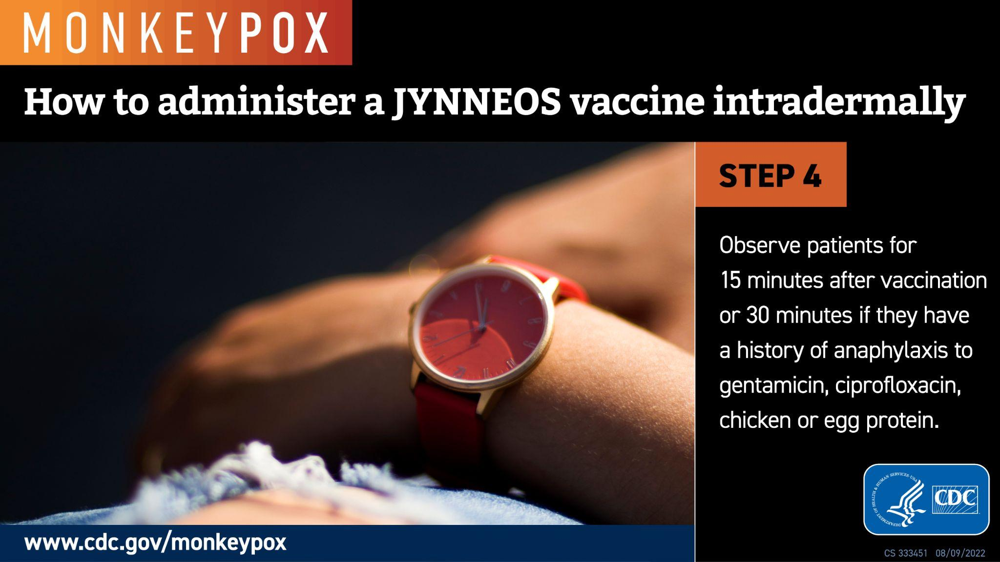 MONKEYPOX
How to administer a JYNNEOS vaccine intradermally
STEP 4
Observe patients for
15 minutes after vaccination
or 30 minutes if they have
a history of anaphylaxis to
gentamicin, ciprofloxacin,
chicken or egg protein.
DEPARTMENT OF HEALTH & HUMAN SERVICES · USA
CDC
www.cdc.gov/monkeypox
CS 333451 08/09/2022